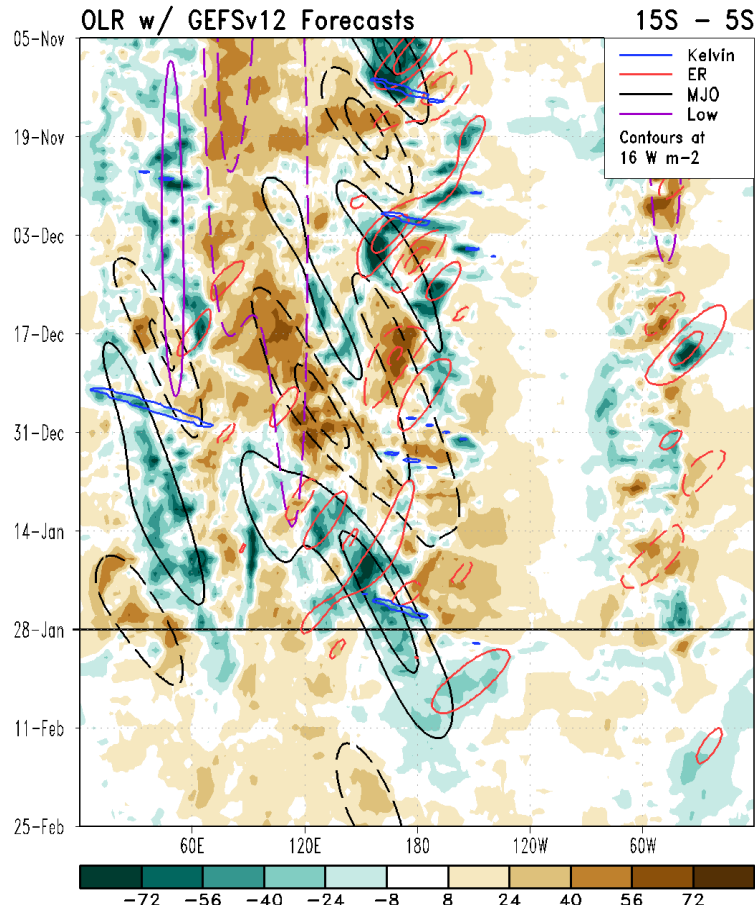 OLR w/ GEFSv12 Forecasts 15S - 5S
05-Nov
19-Nov
03-Dec
17-Dec
31-Dec
14-Jan
28-Jan
11-Feb
25-Feb
Kelvin
ER
MJO
Low
Contours at
16 W m-2
60E 120E 180 120W 60W
-72 -56 -40 -24 -8 8 24 40 56 72